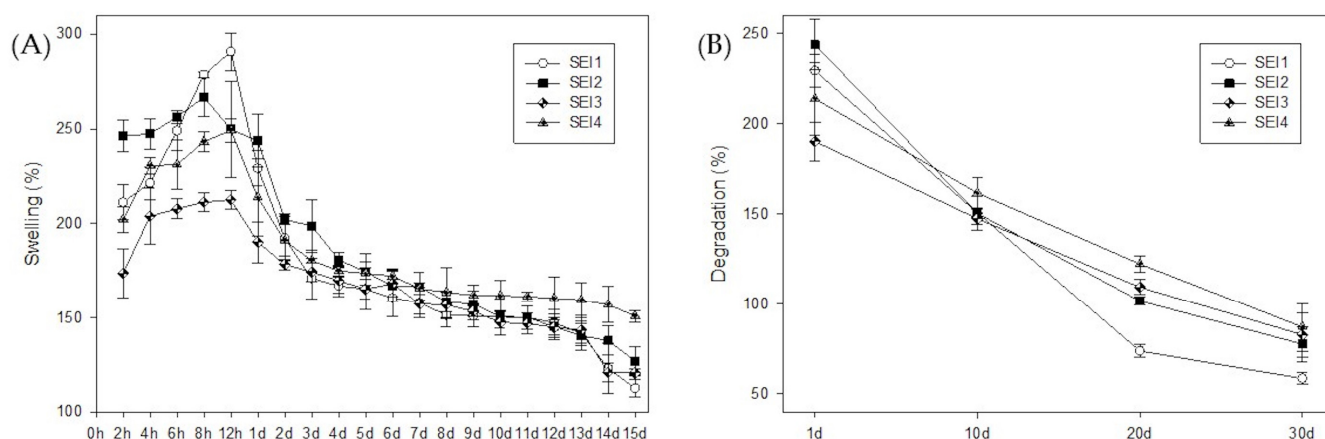 (A)
Swelling (%)
300
250
200
150
100
0h 2h 4h 6h 8h 12h 1d 2d 3d 4d 5d 6d 7d 8d 9d 10d 11d 12d 13d 14d 15d
SEI1
SEI2
SEI3
SEI4
(B)
Degradation (%)
250
200
150
100
50
1d 10d 20d 30d
SEI1
SEI2
SEI3
SEI4